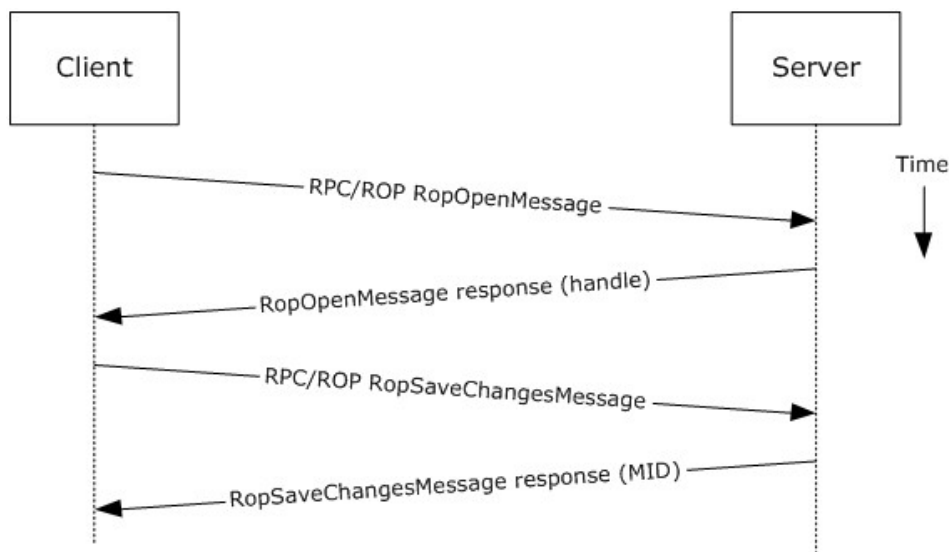 Client
Server
Time
RPC/ROP RopOpenMessage
RopOpenMessage response (handle)
RPC/ROP RopSaveChangesMessage
RopSaveChangesMessage response (MID)